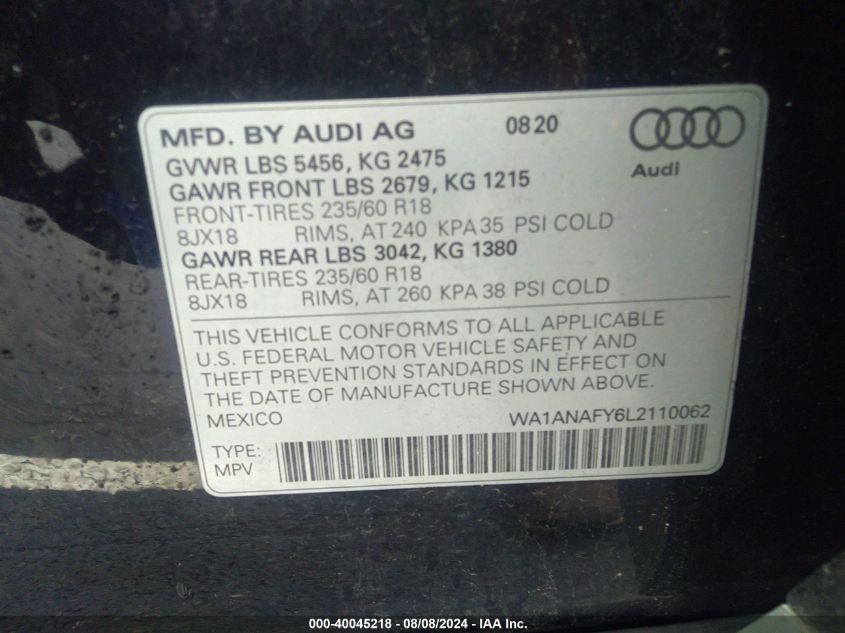 MFD. BY AUDI AG 0820
Audi
GVWR LBS 5456, KG 2475
GAWR FRONT LBS 2679, KG 1215
FRONT-TIRES 235/60 R18
8JX18 RIMS, AT 240 KPA 35 PSI COLD
GAWR REAR LBS 3042, KG 1380
REAR-TIRES 235/60 R18
8JX18 RIMS, AT 260 KPA 38 PSI COLD
THIS VEHICLE CONFORMS TO ALL APPLICABLE
U.S. FEDERAL MOTOR VEHICLE SAFETY AND
THEFT PREVENTION STANDARDS IN EFFECT ON
THE DATE OF MANUFACTURE SHOWN ABOVE.
MEXICO WA1ANAFY6L2110062
TYPE:
MPV
000-40045218 - 08/08/2024 - WWW.IAAI.COM